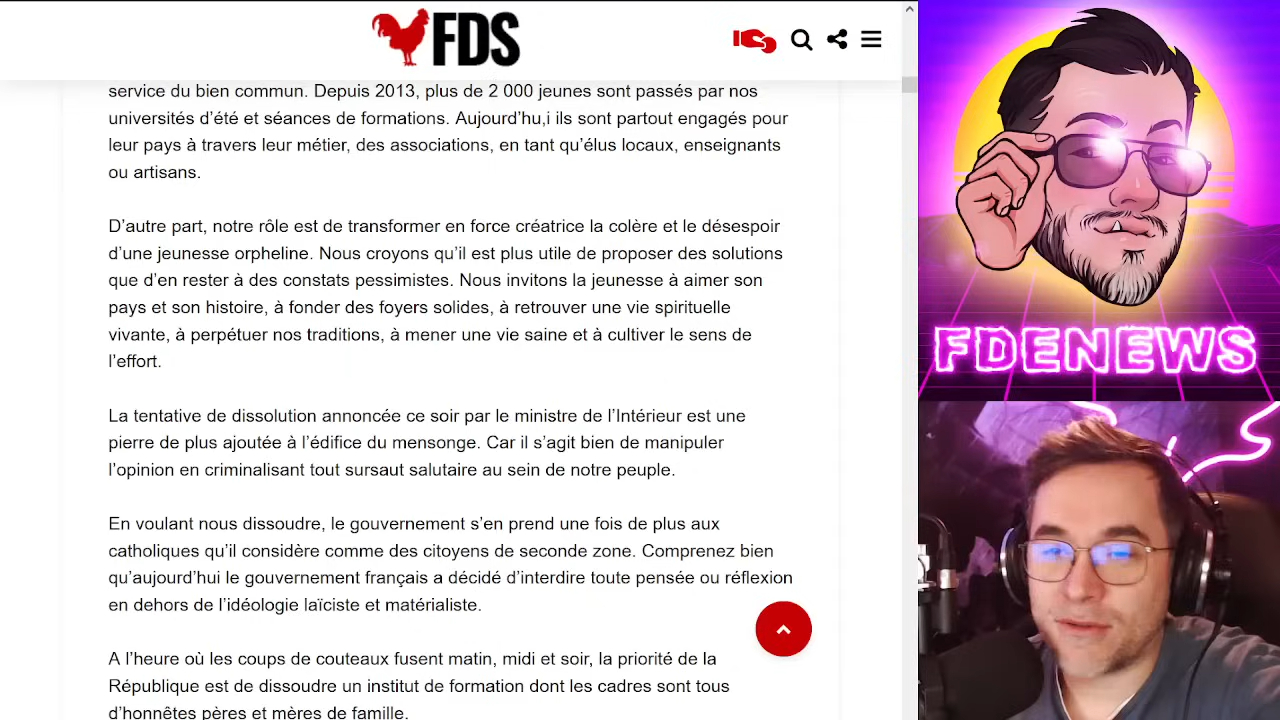 FDS
service du bien commun. Depuis 2013, plus de 2 000 jeunes sont passés par nos
universités d’été et séances de formations. Aujourd’hu,i ils sont partout engagés pour
leur pays à travers leur métier, des associations, en tant qu’élus locaux, enseignants
ou artisans.
D’autre part, notre rôle est de transformer en force créatrice la colère et le désespoir
d’une jeunesse orpheline. Nous croyons qu’il est plus utile de proposer des solutions
que d’en rester à des constats pessimistes. Nous invitons la jeunesse à aimer son
pays et son histoire, à fonder des foyers solides, à retrouver une vie spirituelle
vivante, à perpétuer nos traditions, à mener une vie saine et à cultiver le sens de
l’effort.
La tentative de dissolution annoncée ce soir par le ministre de l’Intérieur est une
pierre de plus ajoutée à l’édifice du mensonge. Car il s’agit bien de manipuler
l’opinion en criminalisant tout sursaut salutaire au sein de notre peuple.
En voulant nous dissoudre, le gouvernement s’en prend une fois de plus aux
catholiques qu’il considère comme des citoyens de seconde zone. Comprenez bien
qu’aujourd’hui le gouvernement français a décidé d’interdire toute pensée ou réflexion
en dehors de l’idéologie laïciste et matérialiste.
A l’heure où les coups de couteaux fusent matin, midi et soir, la priorité de la
République est de dissoudre un institut de formation dont les cadres sont tous
d’honnêtes pères et mères de famille.
FDENEWS